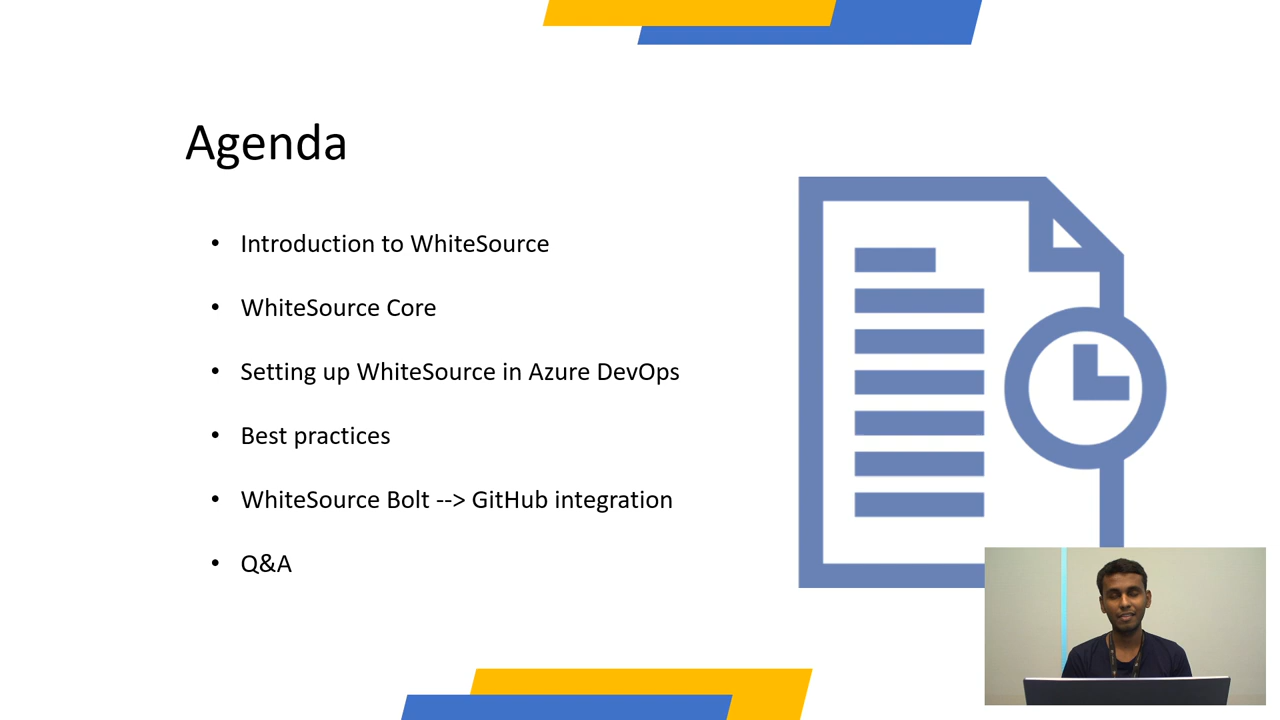 Agenda
• Introduction to WhiteSource
• WhiteSource Core
• Setting up WhiteSource in Azure DevOps
• Best practices
• WhiteSource Bolt --> GitHub integration
• Q&A